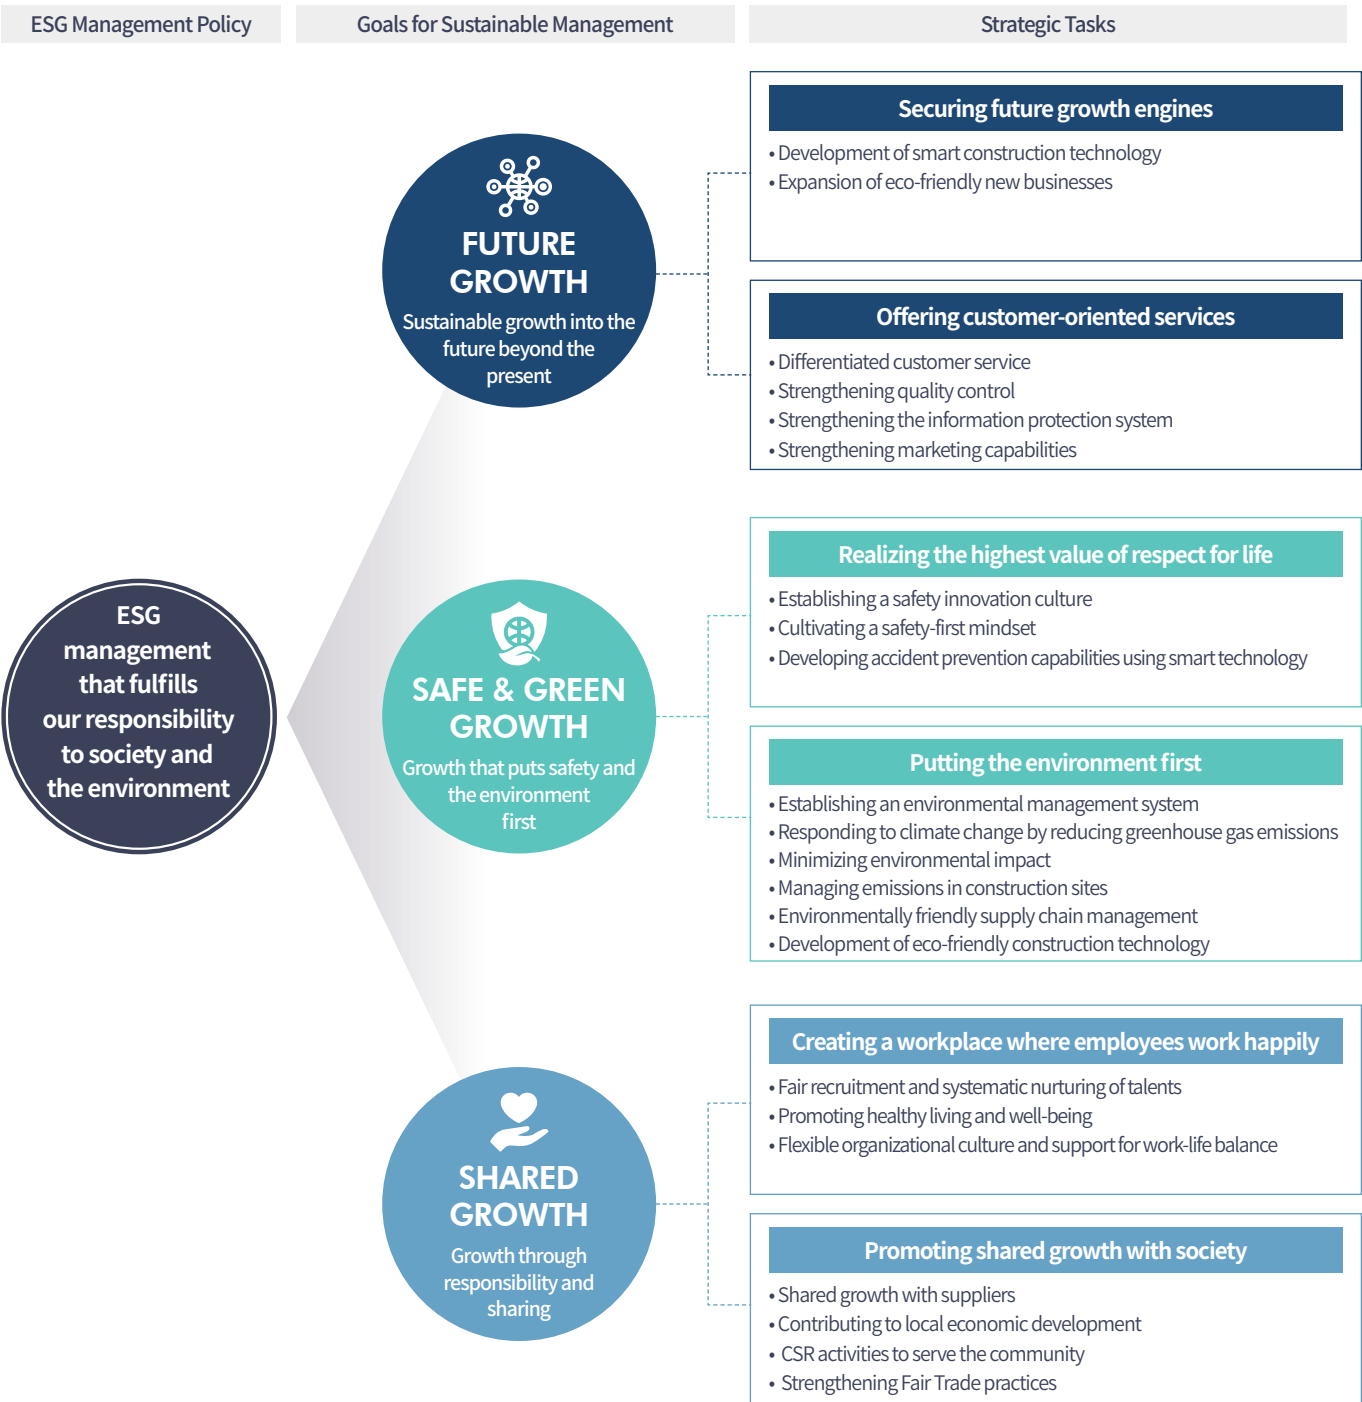 ESG Management Policy
Goals for Sustainable Management
Strategic Tasks
ESG
management
that fulfills
our responsibility
to society and
the environment
FUTURE
GROWTH
Sustainable growth into the
future beyond the
present
Securing future growth engines
• Development of smart construction technology
• Expansion of eco-friendly new businesses
Offering customer-oriented services
• Differentiated customer service
• Strengthening quality control
• Strengthening the information protection system
• Strengthening marketing capabilities
SAFE & GREEN
GROWTH
Growth that puts safety and
the environment
first
Realizing the highest value of respect for life
• Establishing a safety innovation culture
• Cultivating a safety-first mindset
• Developing accident prevention capabilities using smart technology
Putting the environment first
• Establishing an environmental management system
• Responding to climate change by reducing greenhouse gas emissions
• Minimizing environmental impact
• Managing emissions in construction sites
• Environmentally friendly supply chain management
• Development of eco-friendly construction technology
SHARED
GROWTH
Growth through
responsibility and
sharing
Creating a workplace where employees work happily
• Fair recruitment and systematic nurturing of talents
• Promoting healthy living and well-being
• Flexible organizational culture and support for work-life balance
Promoting shared growth with society
• Shared growth with suppliers
• Contributing to local economic development
• CSR activities to serve the community
• Strengthening Fair Trade practices